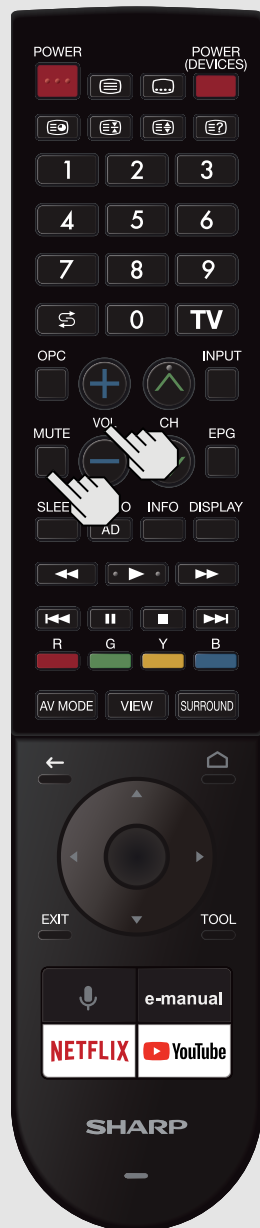 POWER POWER
(DEVICES)
1 2 3
4 5 6
7 8 9
0 TV
OPC INPUT
VOL CH
MUTE EPG
INFO DISPLAY
AD
R G Y B
AV MODE VIEW SURROUND
EXIT TOOL
e-manual
NETFLIX YouTube
SHARP